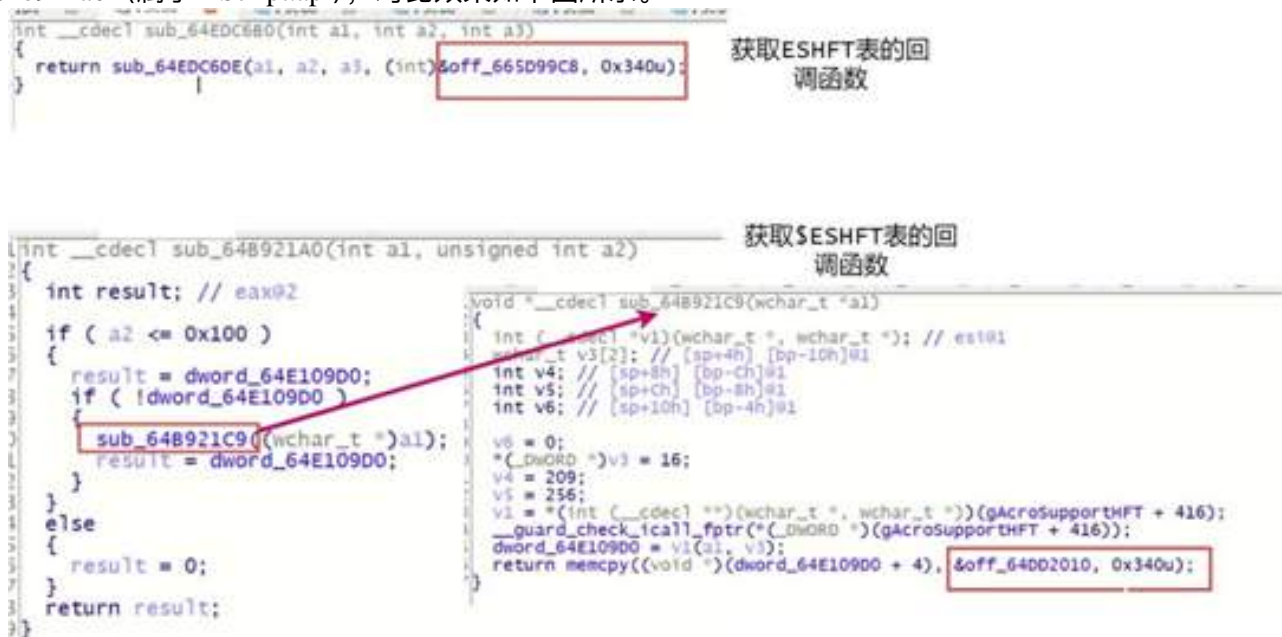 int __cdecl sub_64EDC6B0(int a1, int a2, int a3)
{
return sub_64EDC6DE(a1, a2, a3, (int)&off_665D99C8, 0x340u);
}
获取ESHFT表的回
调函数
获取$ESHFT表的回
调函数
int __cdecl sub_64B921A0(int a1, unsigned int a2)
{
int result; // eax@2
if ( a2 <= 0x100 )
{
result = dword_64E109D0;
if ( !dword_64E109D0 )
{
sub_64B921C9((wchar_t *)a1);
result = dword_64E109D0;
}
}
else
{
result = 0;
}
return result;
}
void *__cdecl sub_64B921C9(wchar_t *a1)
{
int (__cdecl *v1)(wchar_t *, wchar_t *); // esi@1
wchar_t v3[2]; // [sp+4h] [bp-10h]@1
int v4; // [sp+8h] [bp-Ch]@1
int v5; // [sp+Ch] [bp-8h]@1
int v6; // [sp+10h] [bp-4h]@1
v6 = 0;
*(_DWORD *)v3 = 16;
v4 = 209;
v5 = 256;
v1 = *(int (__cdecl **)(wchar_t *, wchar_t *))(gAcroSupportHFT + 416);
__guard_check_icall_fptr(*(_DWORD *)(gAcroSupportHFT + 416));
dword_64E109D0 = v1(a1, v3);
return memcpy((void *)(dword_64E109D0 + 4), &off_64DD2010, 0x340u);
}